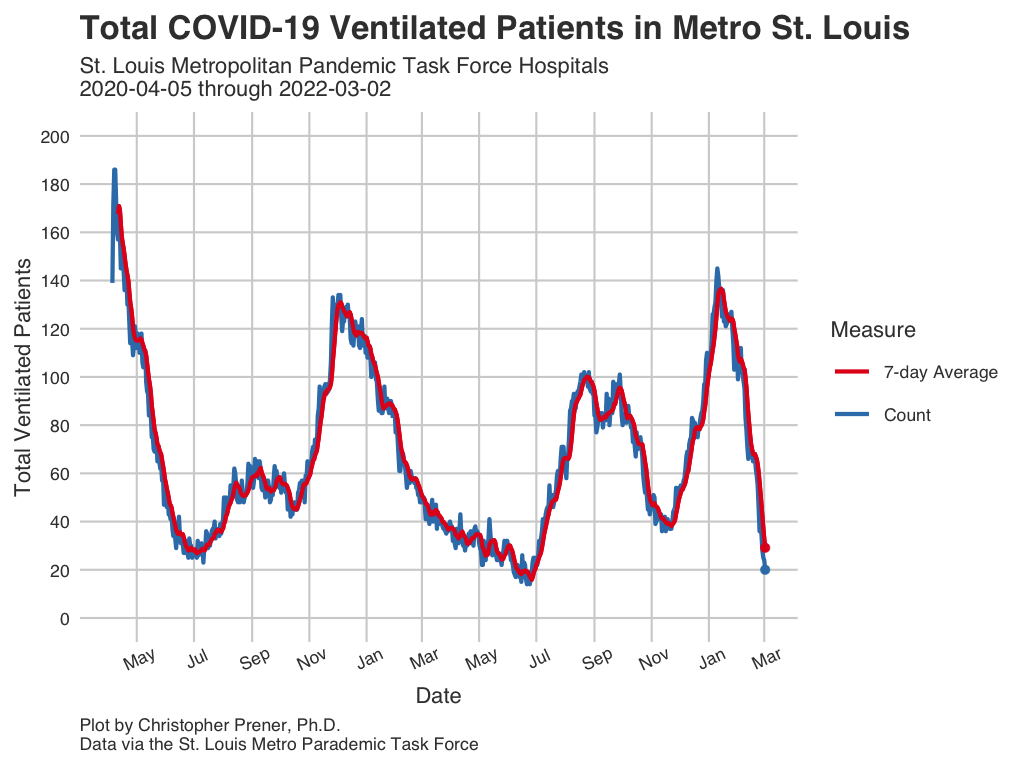 Total COVID-19 Ventilated Patients in Metro St. Louis
St. Louis Metropolitan Pandemic Task Force Hospitals
2020-04-05 through 2022-03-02
Total Ventilated Patients
200
180
160
140
120
100
80
60
40
20
0
May Jul Sep Nov Jan Mar May Jul Sep Nov Jan Mar
Date
Measure
7-day Average
Count
Plot by Christopher Prener, Ph.D.
Data via the St. Louis Metro Parademic Task Force